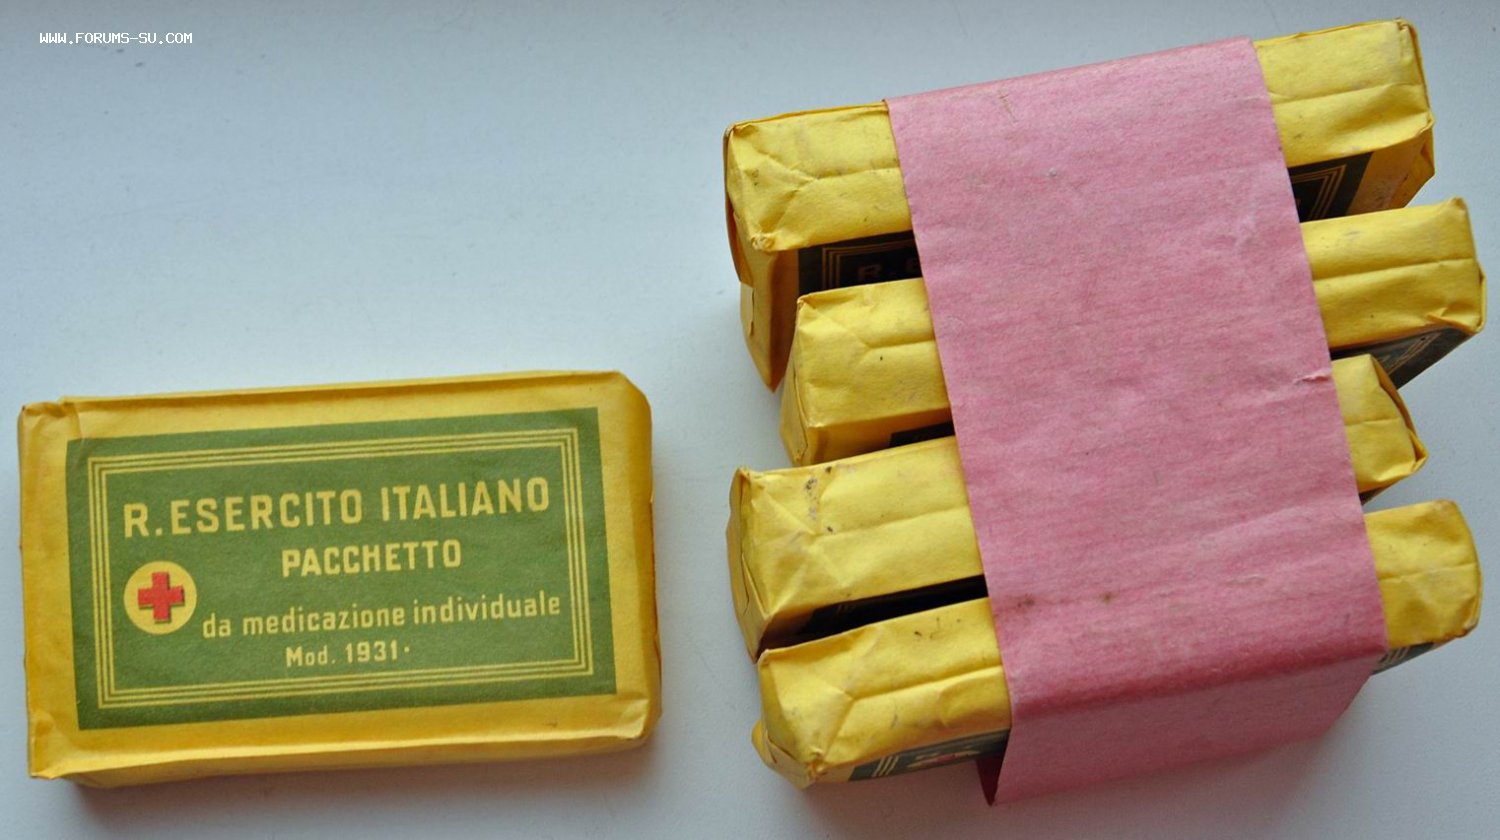 WWW.FORUMS-SU.COM
R. ESERCITO ITALIANO
PACCHETTO
da medicazione individuale
Mod. 1931.